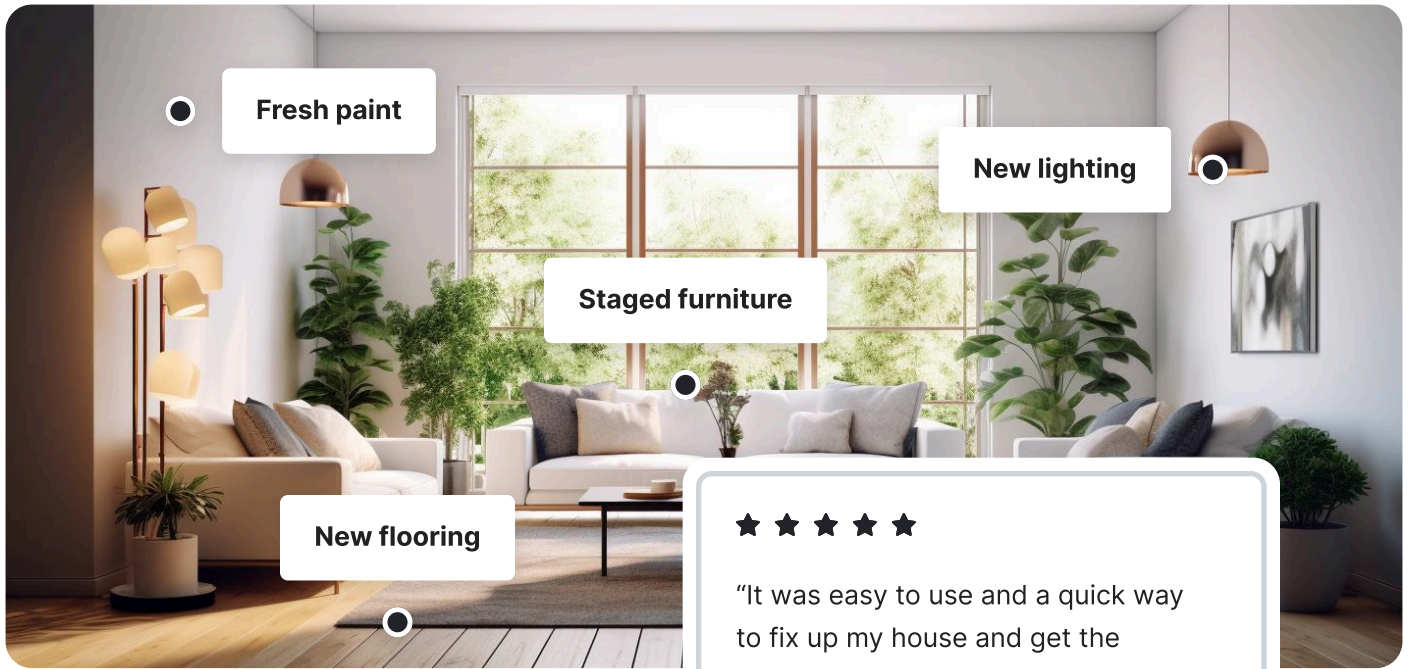 Fresh paint
New lighting
Staged furniture
New flooring
“It was easy to use and a quick way
to fix up my house and get the